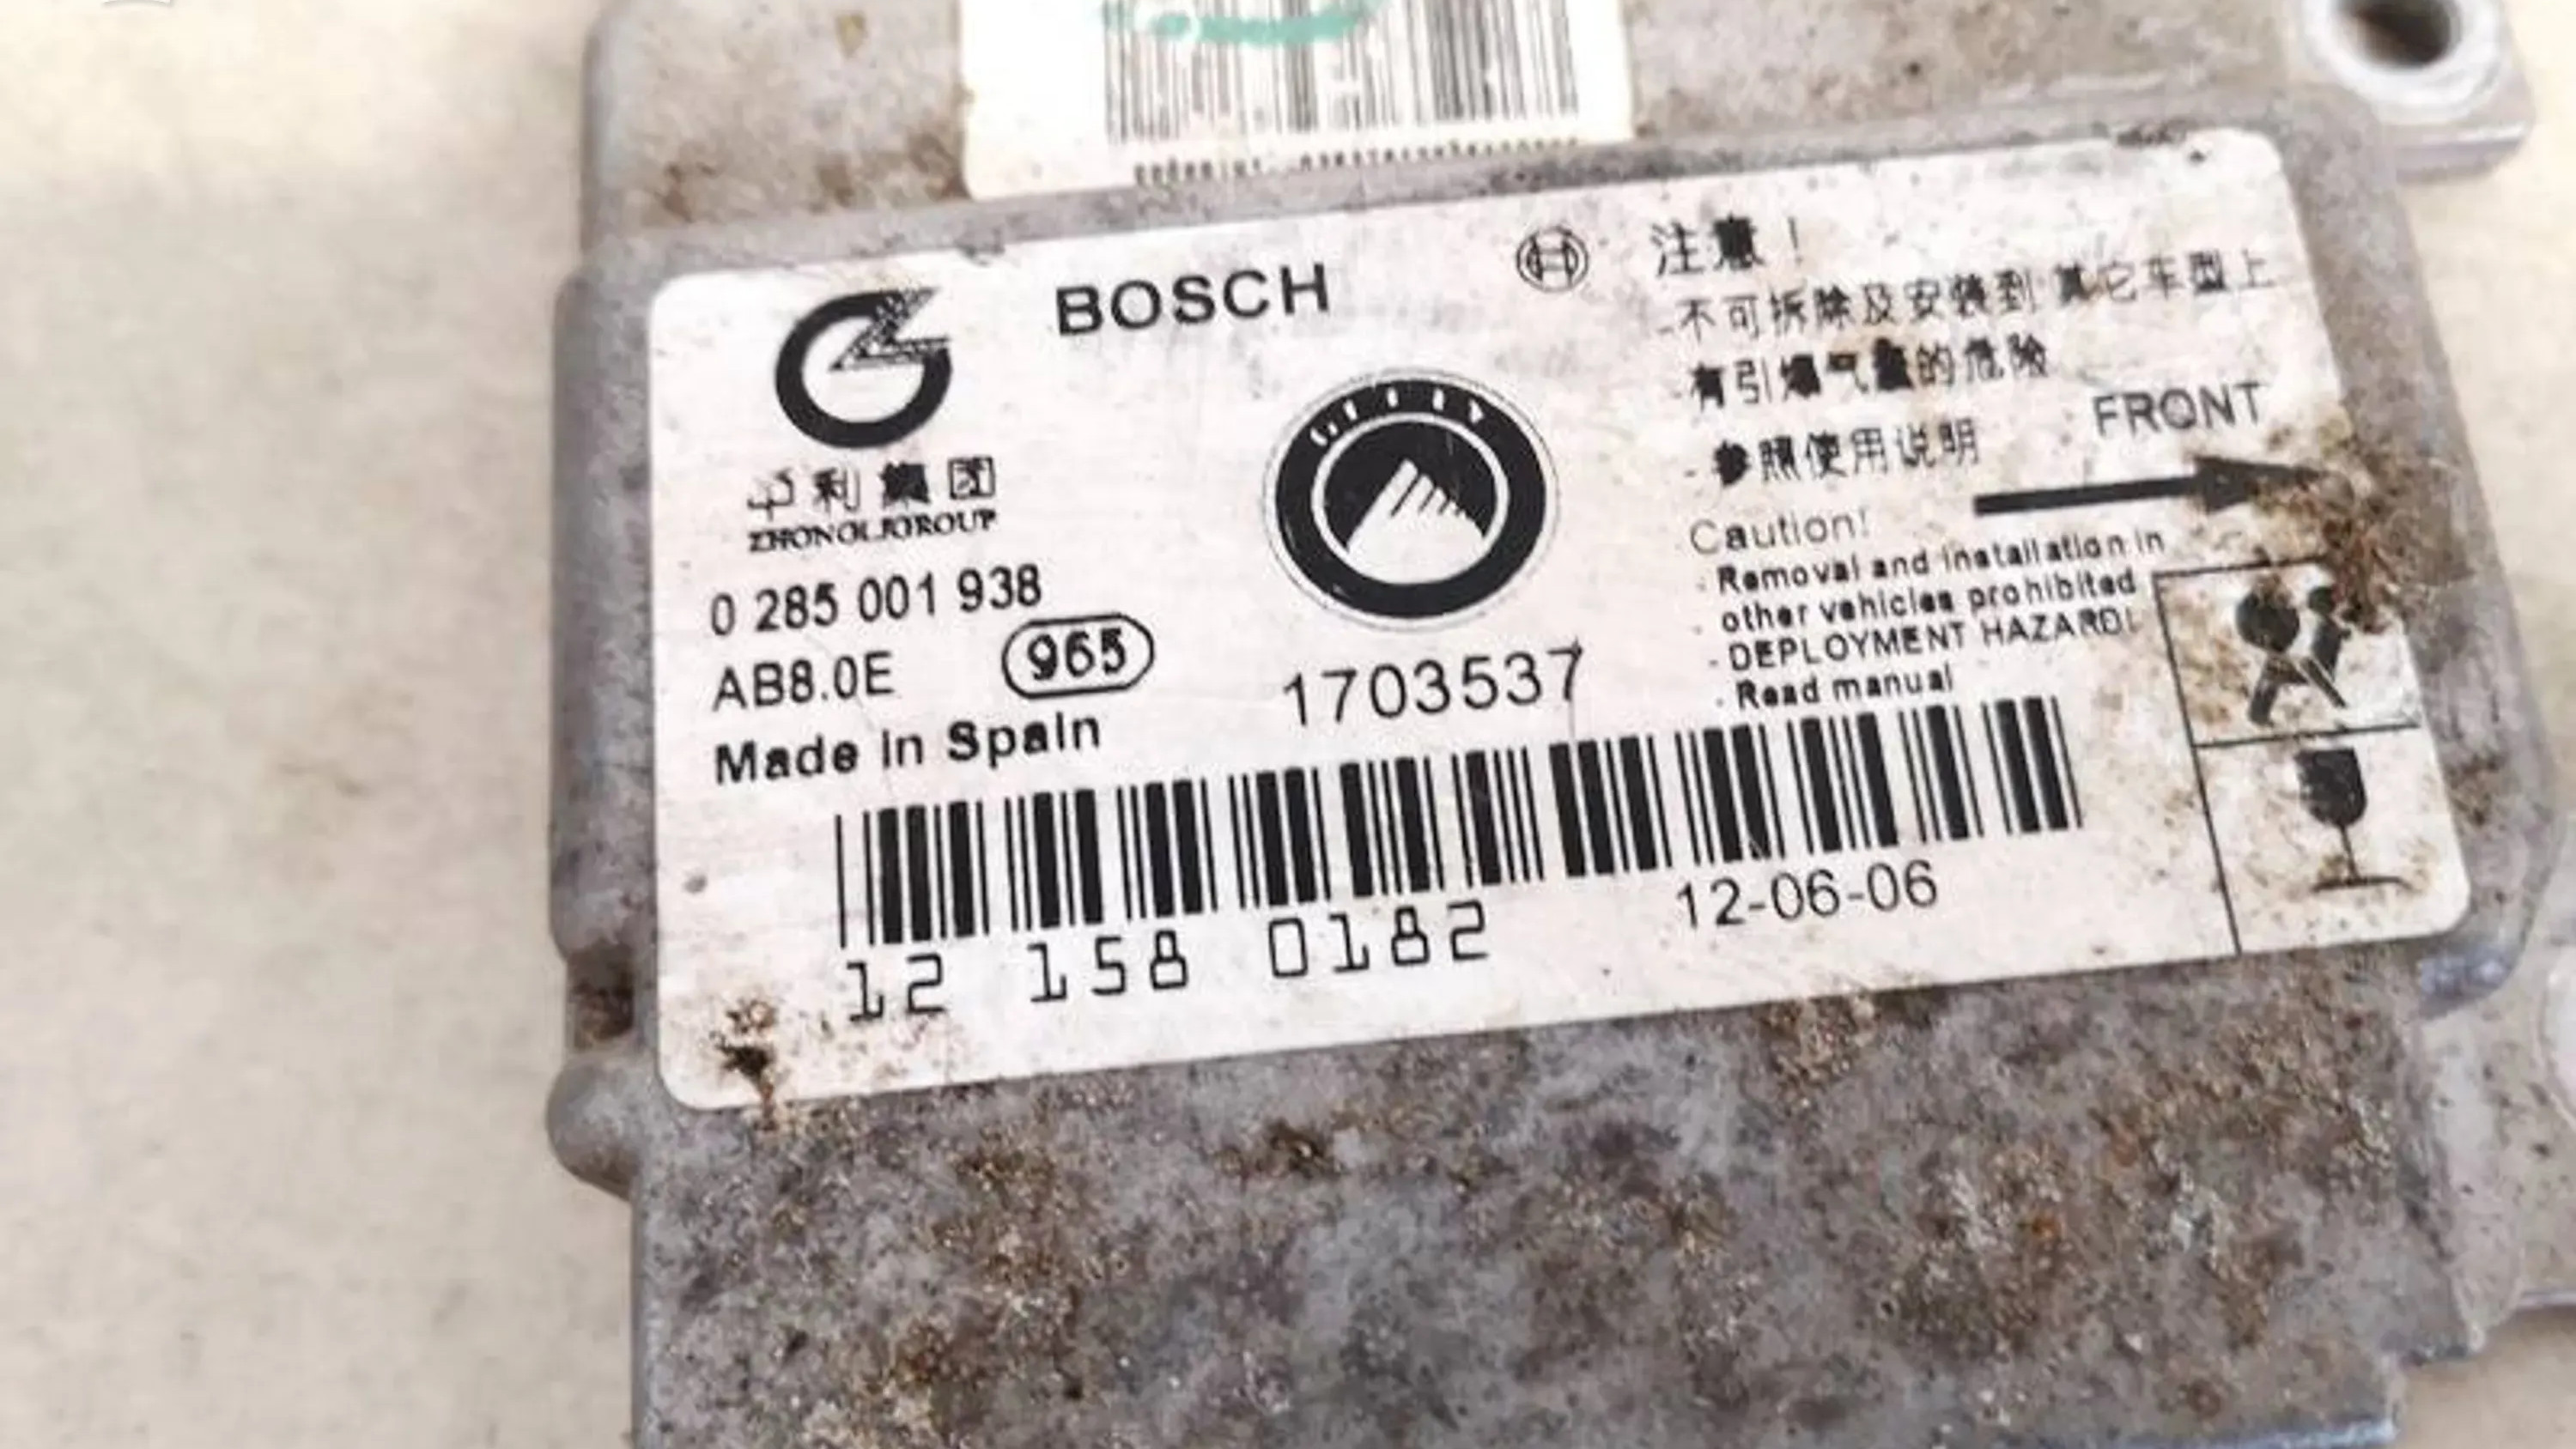 BOSCH
注意!
-不可拆除及安装到其它车型上
-有引爆气囊的危险
-参照使用说明
FRONT
中利集团
ZHONGLIGROUP
0 285 001 938
AB8.0E
965
Made in Spain
1703537
Caution!
- Removal and installation in
- other vehicles prohibited
- DEPLOYMENT HAZARD!
- Read manual
12 158 0182
12-06-06